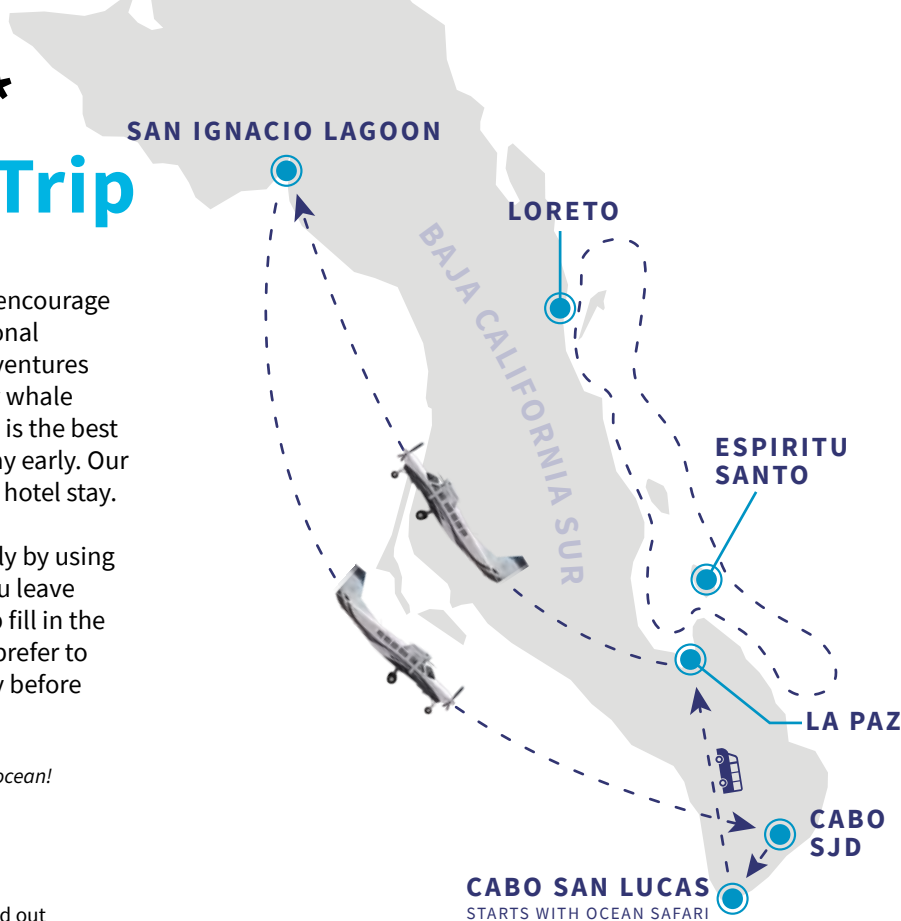 *
Trip
encourage
onal
ventures
whale
is the best
ay early. Our
hotel stay.
ly by using
u leave
fill in the
prefer to
before
ocean!
d out
SAN IGNACIO LAGOON
LORETO
BAJA CALIFORNIA SUR
ESPIRITU
SANTO
LA PAZ
CABO
SJD
CABO SAN LUCAS
STARTS WITH OCEAN SAFARI